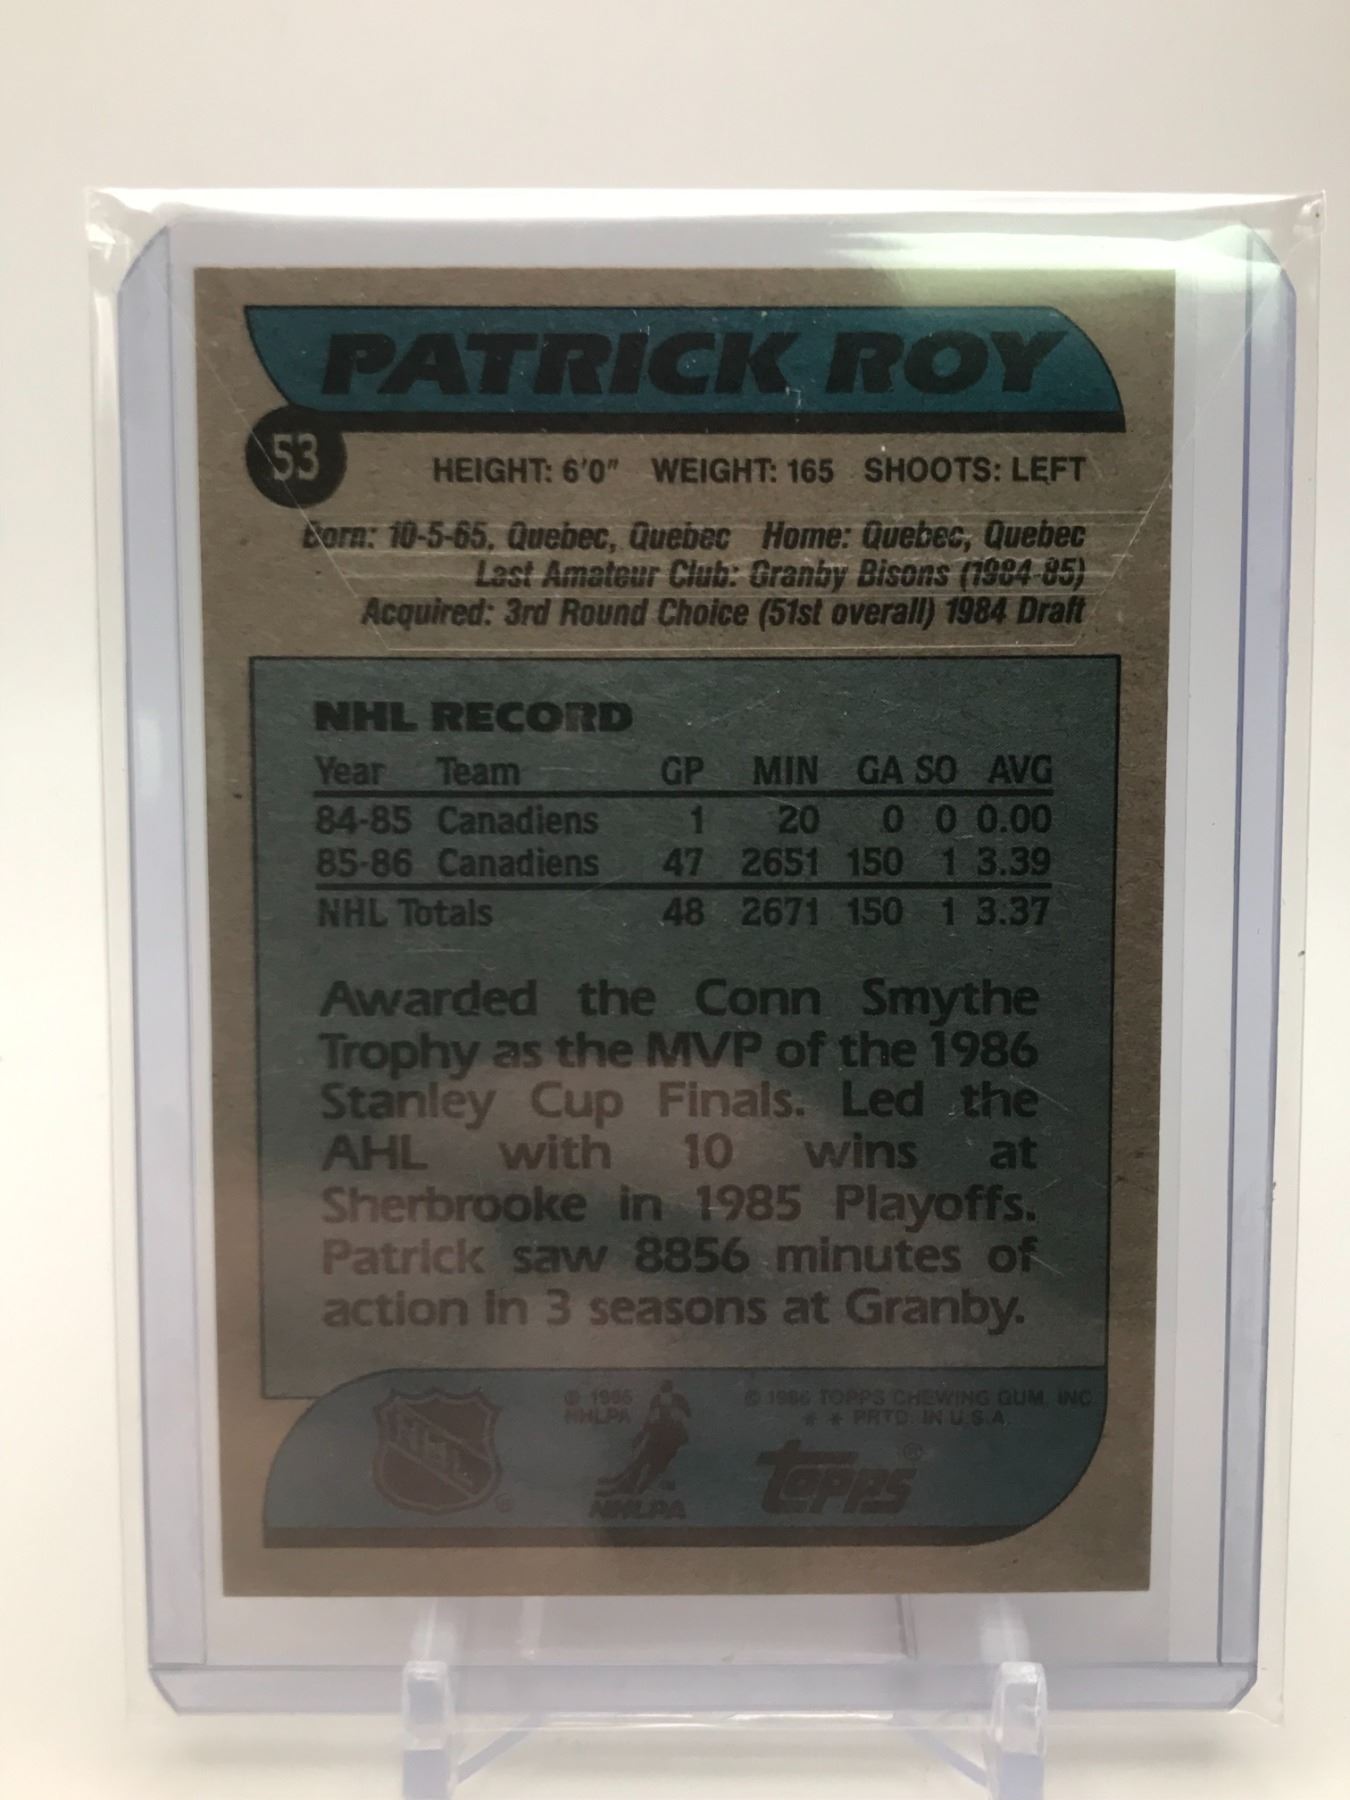 PATRICK ROY
53
HEIGHT: 6'0" WEIGHT: 165 SHOOTS: LEFT
Born: 10-5-65, Quebec, Quebec Home: Quebec, Quebec
Last Amateur Club: Granby Bisons (1984-85)
Acquired: 3rd Round Choice (51st overall) 1984 Draft
NHL RECORD
Year Team GP MIN GA SO AVG
84-85 Canadiens 1 20 0 0 0.00
85-86 Canadiens 47 2651 150 1 3.39
NHL Totals 48 2671 150 1 3.37
Awarded the Conn Smythe
Trophy as the MVP of the 1986
Stanley Cup Finals. Led the
AHL with 10 wins at
Sherbrooke in 1985 Playoffs.
Patrick saw 8856 minutes of
action in 3 seasons at Granby.
NHL ®
© 1986
NHLPA
NHLPA
© 1986 TOPPS CHEWING GUM, INC.
* * PRTD. IN U.S.A.
TOPPS ®